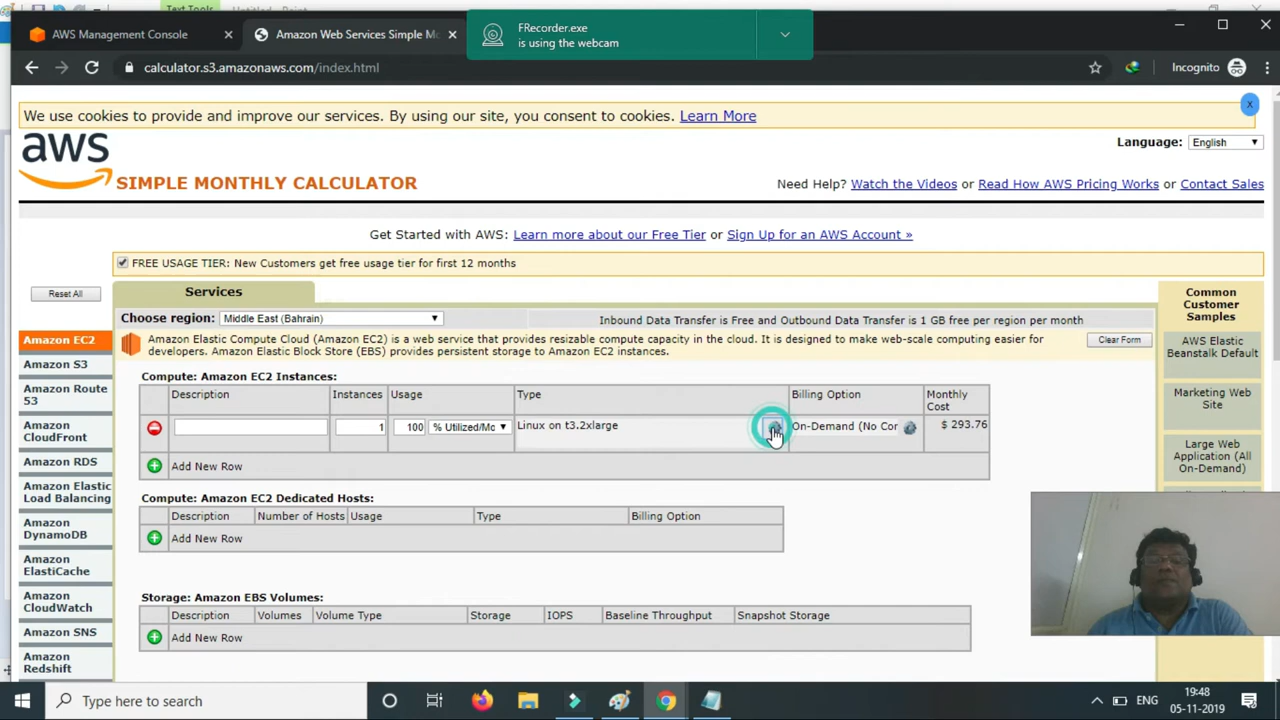 Text Tools
AWS Management Console
Amazon Web Services Simple Mo
FRecorder.exe
is using the webcam
calculator.s3.amazonaws.com/index.html
Incognito
We use cookies to provide and improve our services. By using our site, you consent to cookies. Learn More
x
aws
SIMPLE MONTHLY CALCULATOR
Language: English
Need Help? Watch the Videos or Read How AWS Pricing Works or Contact Sales
Get Started with AWS: Learn more about our Free Tier or Sign Up for an AWS Account »
FREE USAGE TIER: New Customers get free usage tier for first 12 months
Reset All
Services
Choose region: Middle East (Bahrain)
Inbound Data Transfer is Free and Outbound Data Transfer is 1 GB free per region per month
Amazon Elastic Compute Cloud (Amazon EC2) is a web service that provides resizable compute capacity in the cloud. It is designed to make web-scale computing easier for
developers. Amazon Elastic Block Store (EBS) provides persistent storage to Amazon EC2 instances.
Clear Form
Compute: Amazon EC2 Instances:
Description Instances Usage Type Billing Option Monthly
Cost
1 100 % Utilized/Mo Linux on t3.2xlarge On-Demand (No Cor $ 293.76
Add New Row
Compute: Amazon EC2 Dedicated Hosts:
Description Number of Hosts Usage Type Billing Option
Add New Row
Storage: Amazon EBS Volumes:
Description Volumes Volume Type Storage IOPS Baseline Throughput Snapshot Storage
Add New Row
Amazon EC2
Amazon S3
Amazon Route
53
Amazon
CloudFront
Amazon RDS
Amazon Elastic
Load Balancing
Amazon
DynamoDB
Amazon
ElastiCache
Amazon
CloudWatch
Amazon SNS
Amazon
Redshift
Common
Customer
Samples
AWS Elastic
Beanstalk Default
Marketing Web
Site
Large Web
Application (All
On-Demand)
Type here to search
ENG
19:48
05-11-2019